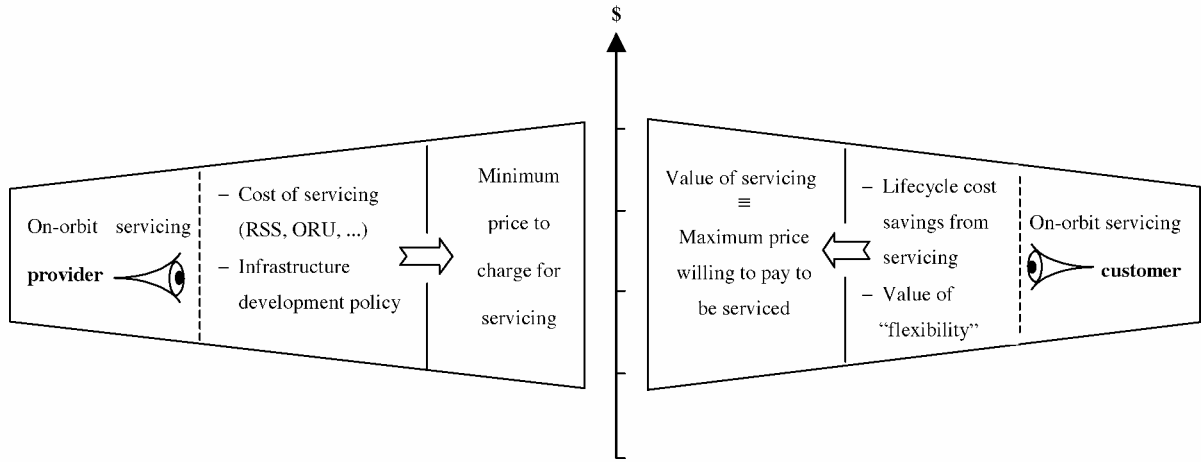 $
On-orbit servicing
provider
– Cost of servicing
(RSS, ORU, ...)
– Infrastructure
development policy
Minimum
price to
charge for
servicing
Value of servicing
≡
Maximum price
willing to pay to
be serviced
– Lifecycle cost
savings from
servicing
– Value of
“flexibility”
On-orbit servicing
customer